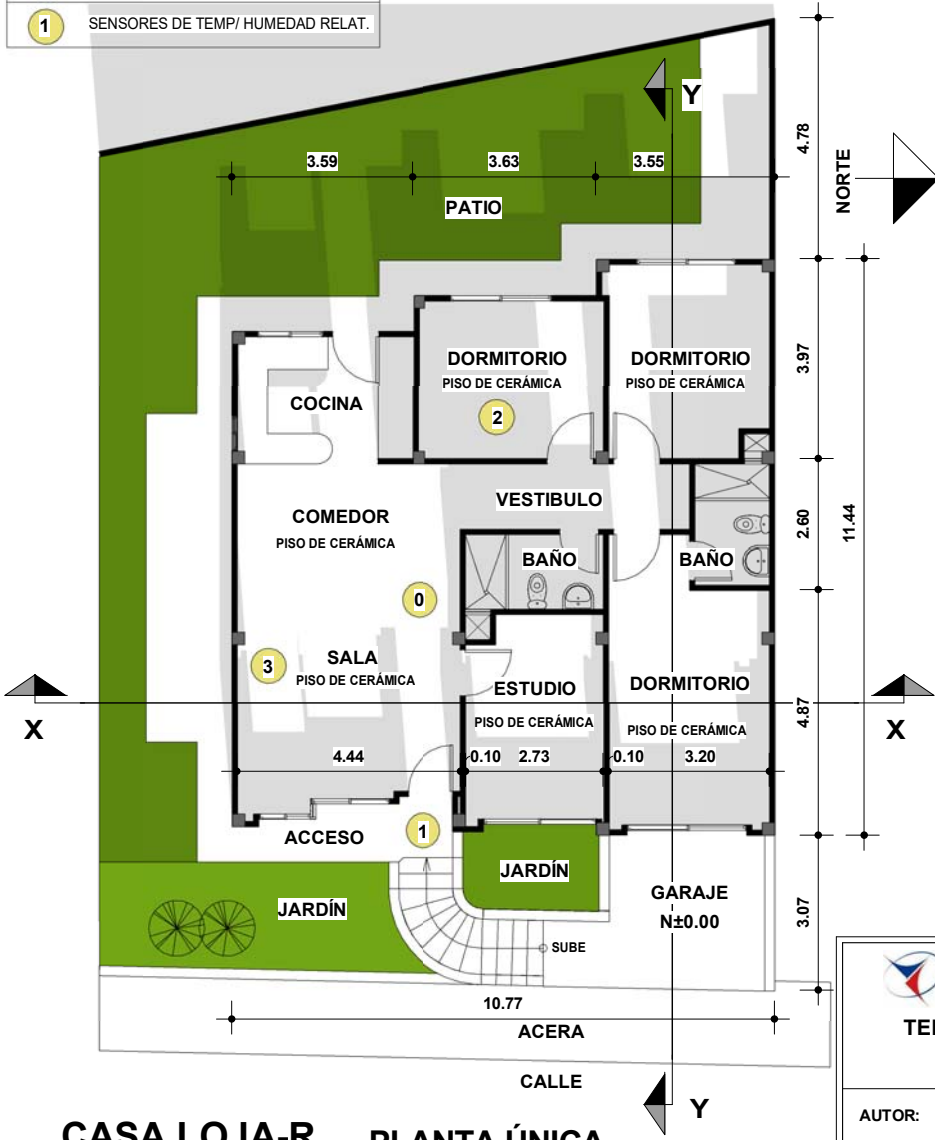 1 SENSORES DE TEMP/ HUMEDAD RELAT.
Y
4.78
NORTE
3.59 3.63 3.55
PATIO
DORMITORIO
PISO DE CERÁMICA
2
DORMITORIO
PISO DE CERÁMICA
3.97
COCINA
VESTIBULO
COMEDOR
PISO DE CERÁMICA
2.60
11.44
BAÑO
BAÑO
0
3
SALA
PISO DE CERÁMICA
ESTUDIO
PISO DE CERÁMICA
DORMITORIO
PISO DE CERÁMICA
X
X
4.87
4.44 0.10 2.73 0.10 3.20
ACCESO
1
JARDÍN
JARDÍN
GARAJE
N±0.00
3.07
SUBE
10.77
ACERA
CALLE
Y
AUTOR:
CASA LOJA-R PLANTA ÚNICA